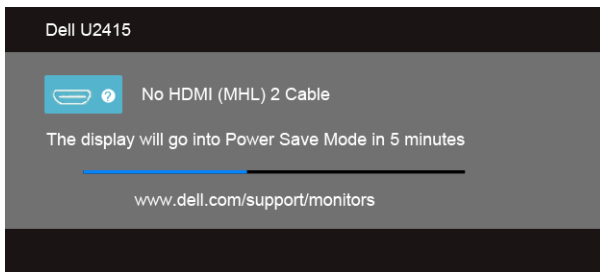 Dell U2415
? No HDMI (MHL) 2 Cable
The display will go into Power Save Mode in 5 minutes
www.dell.com/support/monitors